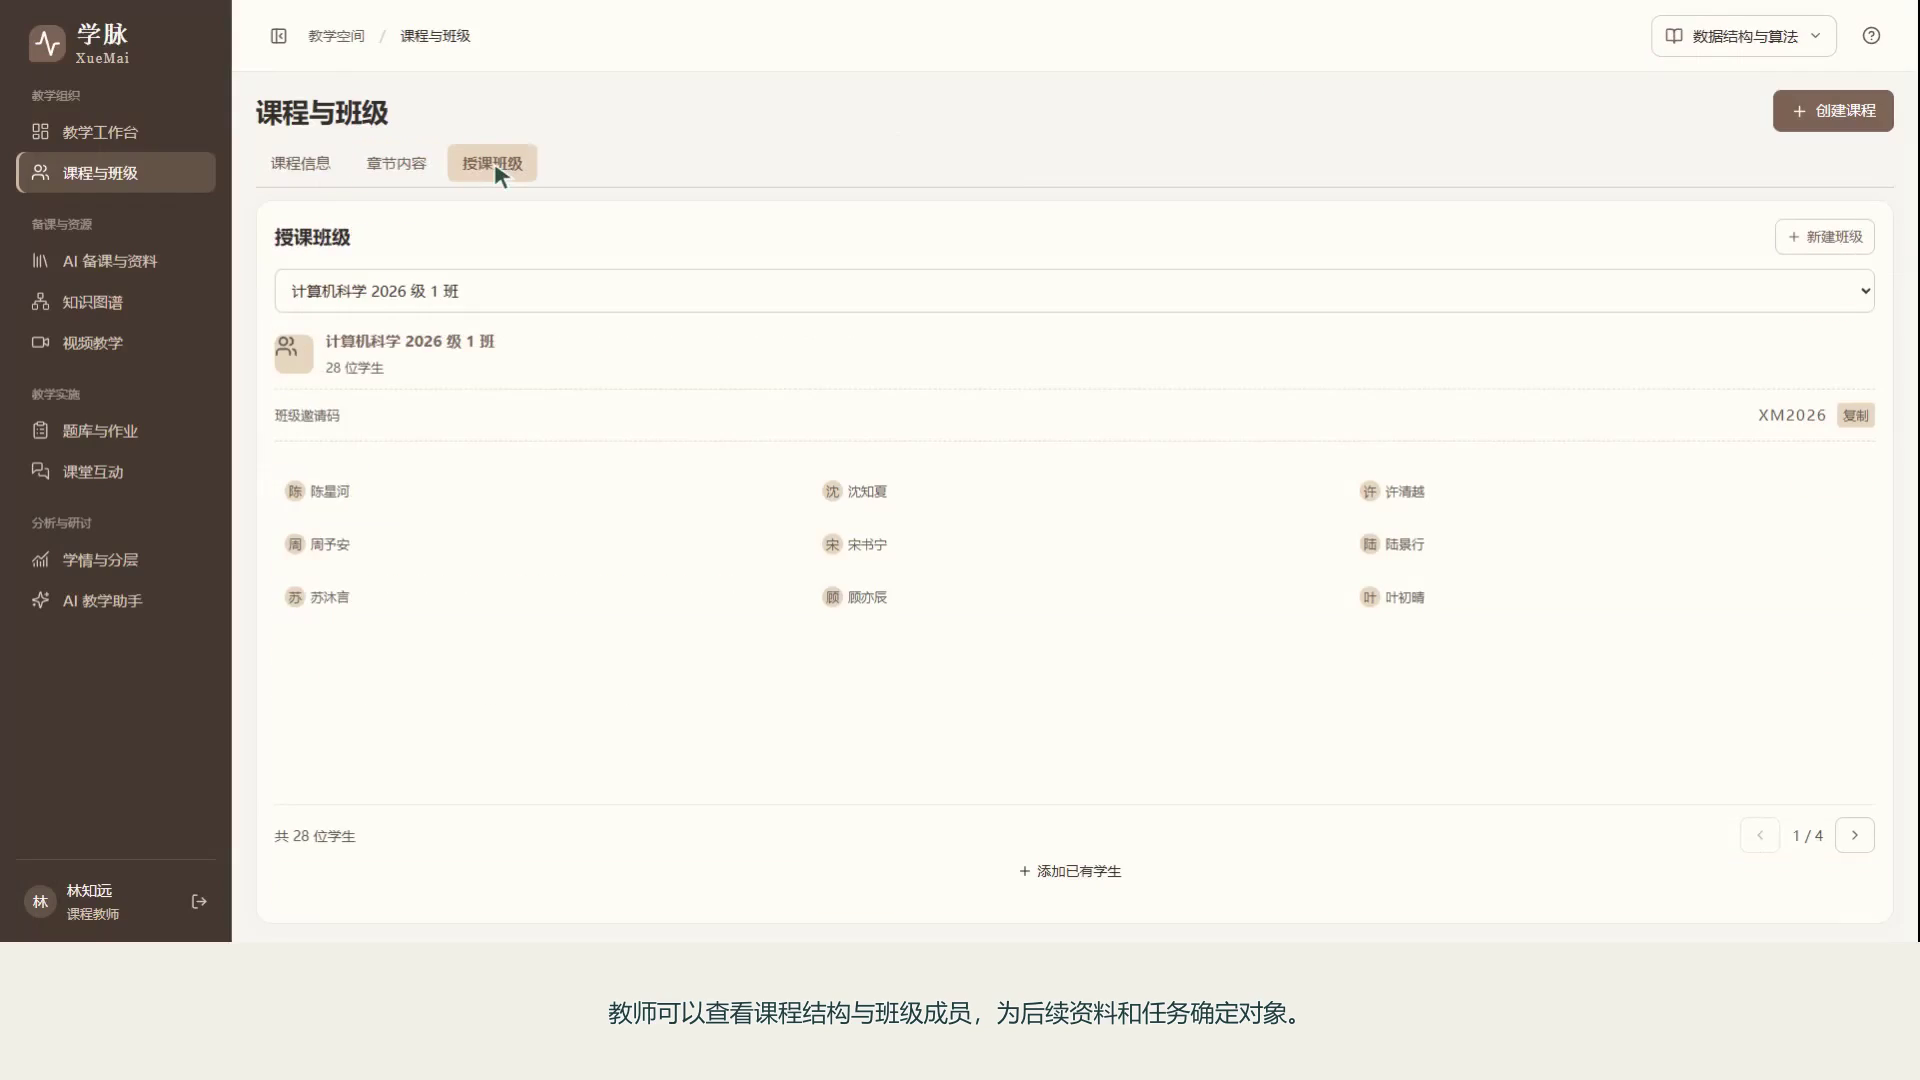 学脉
XueMai
教学组织
教学工作台
课程与班级
备课与资源
AI 备课与资料
知识图谱
视频教学
教学实施
题库与作业
课堂互动
分析与研讨
学情与分层
AI 教学助手
林 林知远
课程教师
教学空间 / 课程与班级
数据结构与算法
课程与班级
+ 创建课程
课程信息 章节内容 授课班级
授课班级
+ 新建班级
计算机科学 2026 级 1 班
计算机科学 2026 级 1 班
28 位学生
班级邀请码 XM2026 复制
陈 陈星河 沈 沈知夏 许 许清越
周 周予安 宋 宋书宁 陆 陆景行
苏 苏沐言 顾 顾亦辰 叶 叶初晴
共 28 位学生 1 / 4
+ 添加已有学生
教师可以查看课程结构与班级成员，为后续资料和任务确定对象。